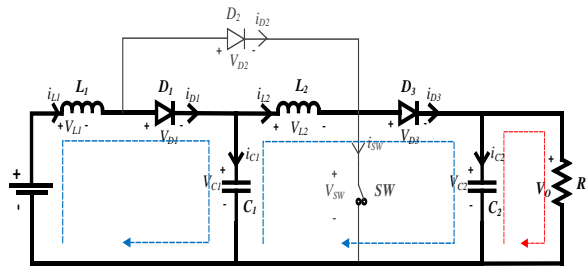 D2
iD2
+ VD2 -
iL1 L1 D1 iD1 iL2 L2 D3 iD3
+ VL1 - + VD1 - + VL2 - + VD3 -
iSW
iC1 iC2
+ + + +
+ VC1 C1 VSW SW VC2 C2 VO R
- - - - -